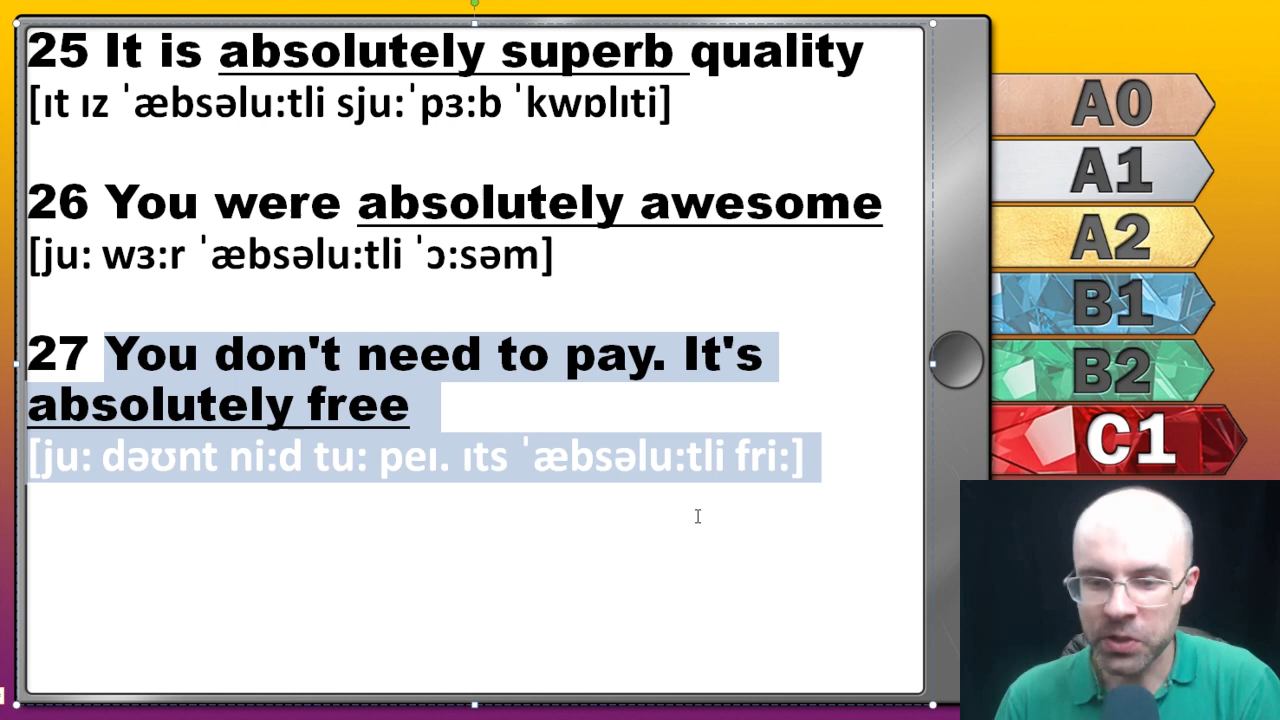 25 It is absolutely superb quality
[ɪt ɪz ˈæbsəlu:tli sju:ˈpɜ:b ˈkwɒlɪti]
26 You were absolutely awesome
[ju: wɜ:r ˈæbsəlu:tli ˈɔ:səm]
27 You don't need to pay. It's
absolutely free
[ju: dəʊnt ni:d tu: peɪ. ɪts ˈæbsəlu:tli fri:]
A0
A1
A2
B1
B2
C1